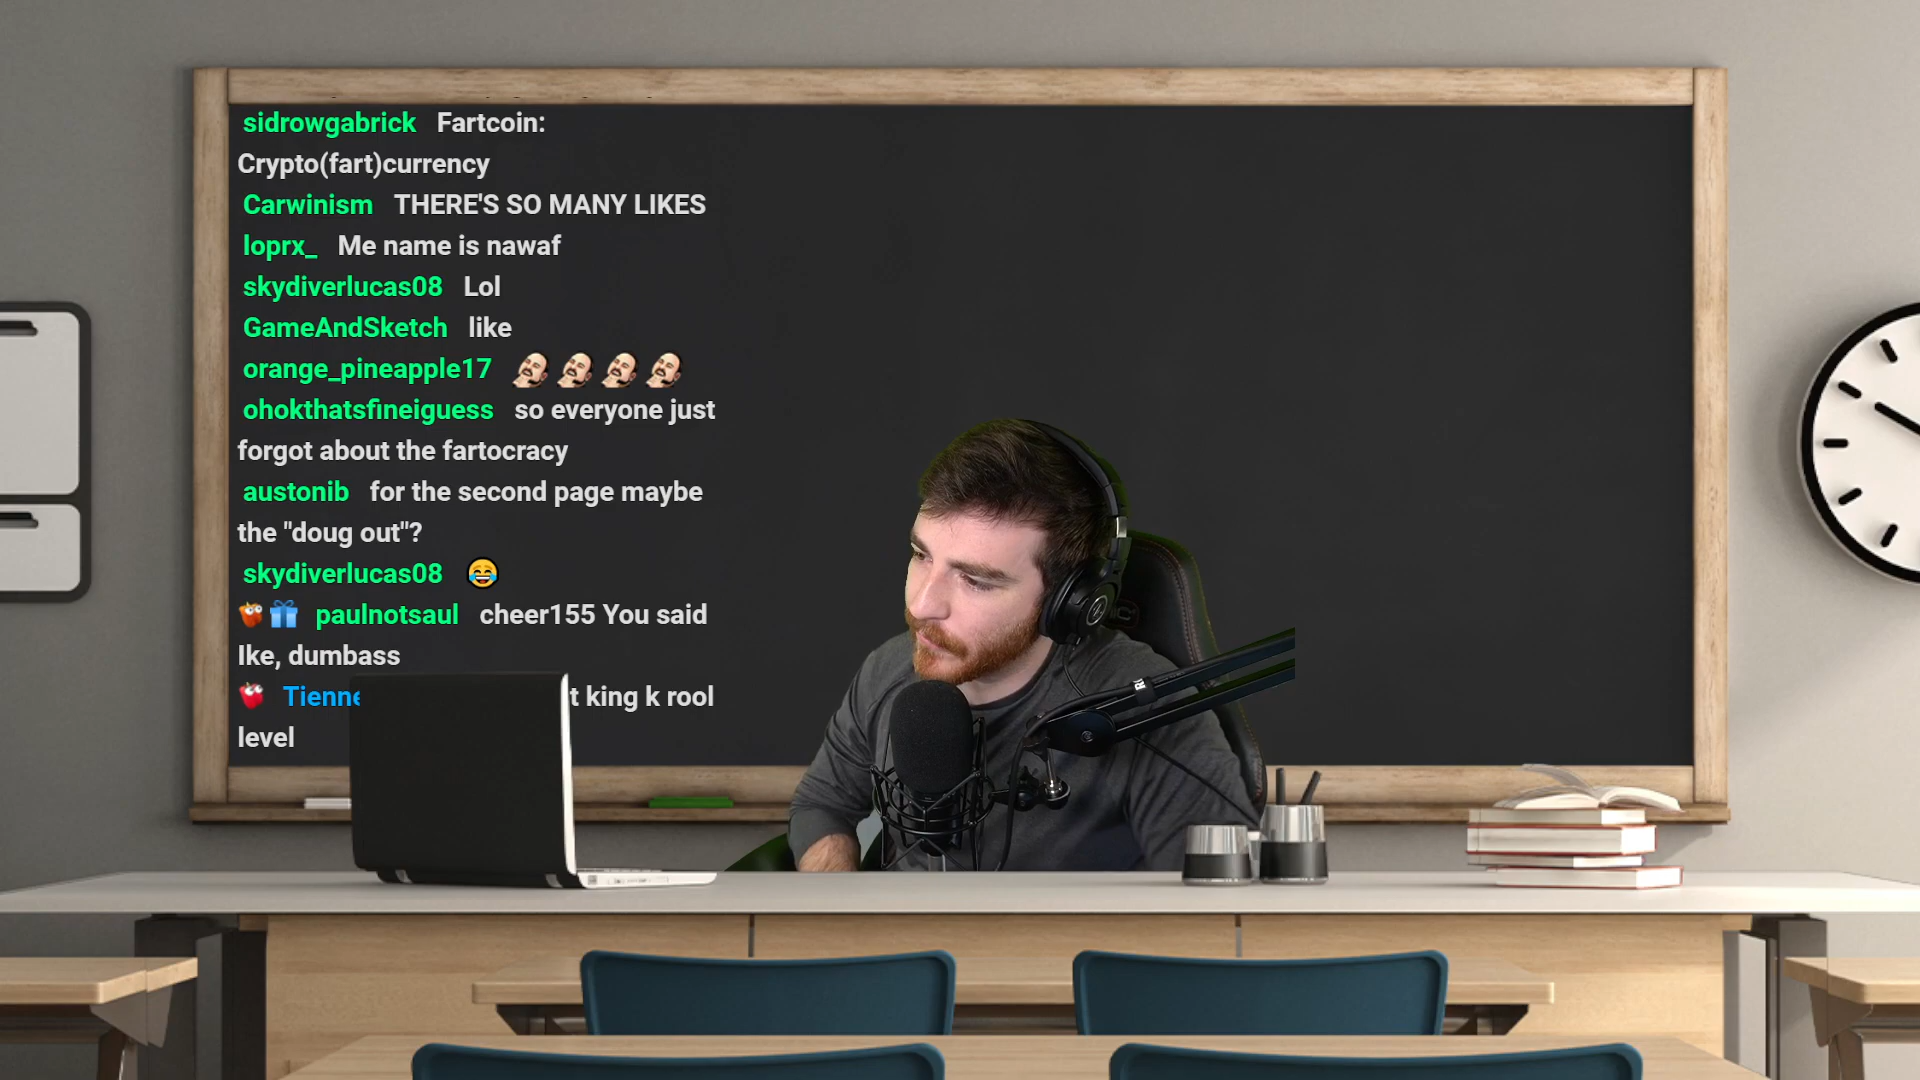 sidrowgabrick Fartcoin:
Crypto(fart)currency
Carwinism THERE'S SO MANY LIKES
loprx_ Me name is nawaf
skydiverlucas08 Lol
GameAndSketch like
orange_pineapple17
ohokthatsfineiguess so everyone just
forgot about the fartocracy
austonib for the second page maybe
the "doug out"?
skydiverlucas08 😂
paulnotsaul cheer155 You said
Ike, dumbass
king k rool
level